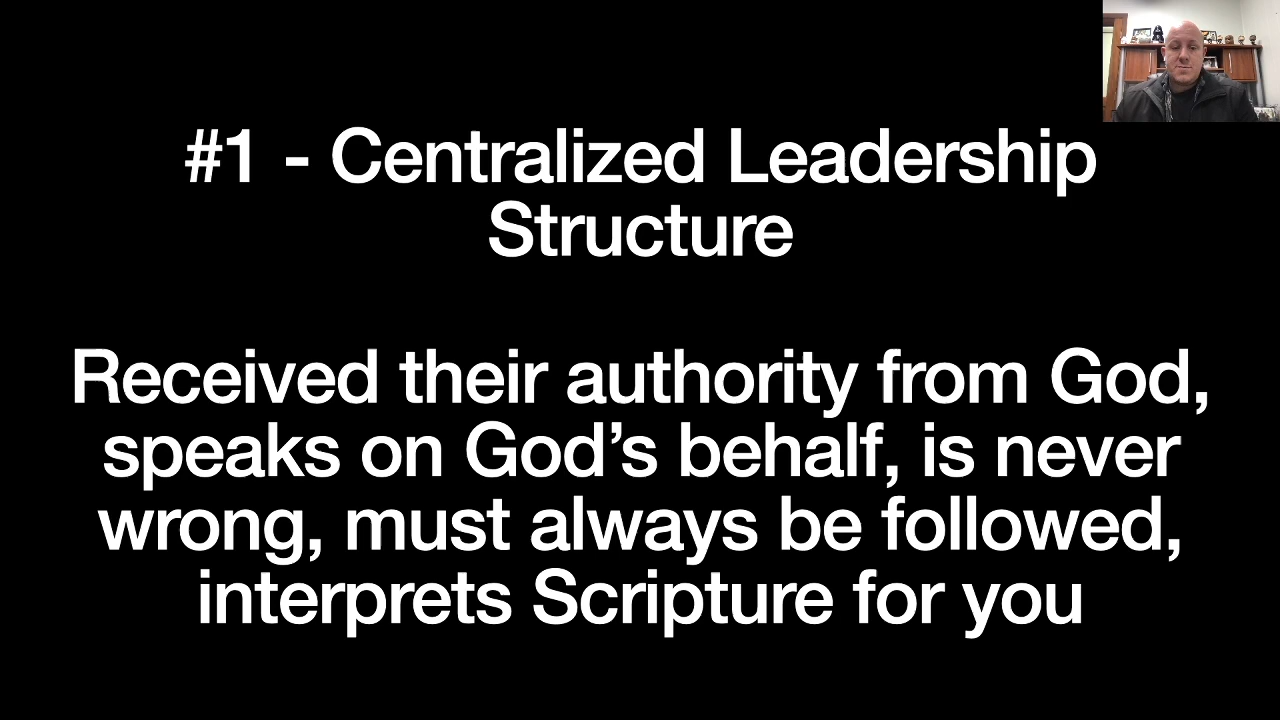 #1 - Centralized Leadership
Structure
Received their authority from God,
speaks on God’s behalf, is never
wrong, must always be followed,
interprets Scripture for you